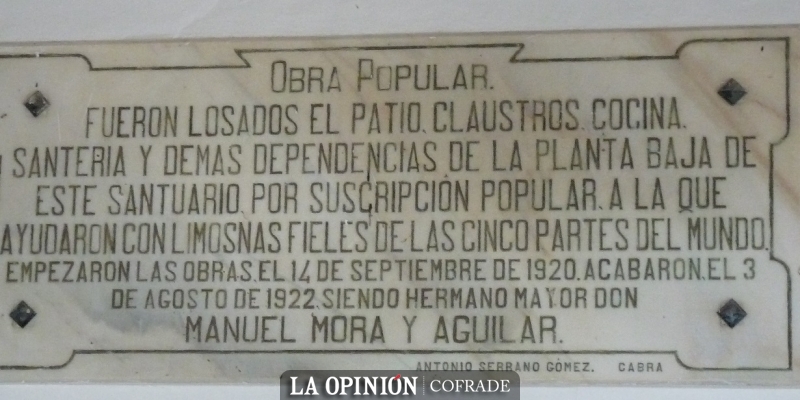 OBRA POPULAR.
FUERON LOSADOS EL PATIO, CLAUSTROS, COCINA,
SANTERIA Y DEMAS DEPENDENCIAS, DE LA PLANTA BAJA DE
ESTE SANTUARIO, POR SUSCRIPCIÓN POPULAR, A LA QUE
AYUDARON CON LIMOSNAS FIELES DE LAS CINCO PARTES DEL MUNDO,
EMPEZARON LAS OBRAS, EL 14 DE SEPTIEMBRE DE 1920, ACABARON, EL 3
DE AGOSTO DE 1922, SIENDO HERMANO MAYOR DON
MANUEL MORA Y AGUILAR.
ANTONIO SERRANO GÓMEZ. CABRA
LA OPINIÓN COFRADE